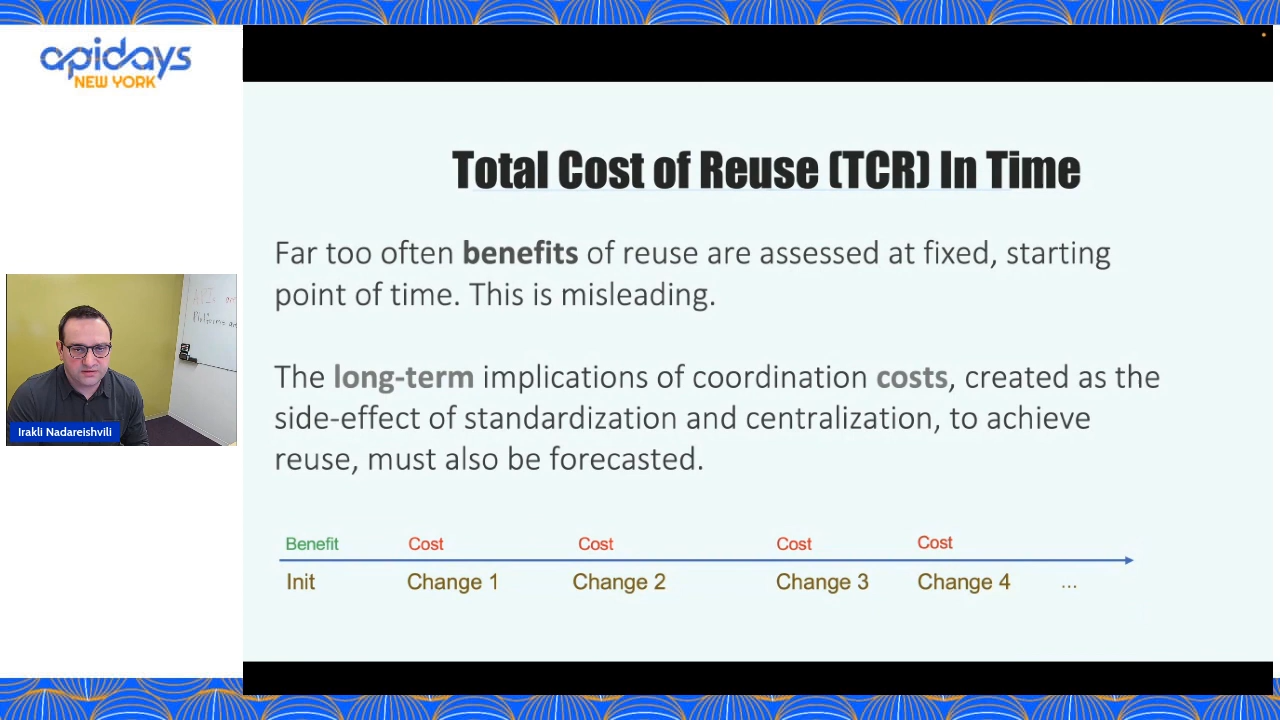 apidays
NEW YORK
Total Cost of Reuse (TCR) In Time
Far too often benefits of reuse are assessed at fixed, starting
point of time. This is misleading.
The long-term implications of coordination costs, created as the
side-effect of standardization and centralization, to achieve
reuse, must also be forecasted.
Benefit Cost Cost Cost Cost
Init Change 1 Change 2 Change 3 Change 4 ...
Irakli Nadareishvili